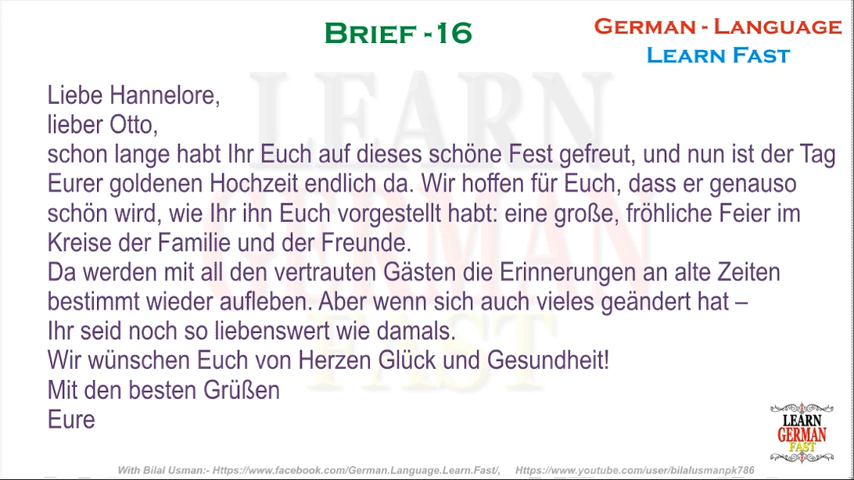 BRIEF -16
GERMAN - LANGUAGE
LEARN FAST
Liebe Hannelore,
lieber Otto,
schon lange habt Ihr Euch auf dieses schöne Fest gefreut, und nun ist der Tag
Eurer goldenen Hochzeit endlich da. Wir hoffen für Euch, dass er genauso
schön wird, wie Ihr ihn Euch vorgestellt habt: eine große, fröhliche Feier im
Kreise der Familie und der Freunde.
Da werden mit all den vertrauten Gästen die Erinnerungen an alte Zeiten
bestimmt wieder aufleben. Aber wenn sich auch vieles geändert hat –
Ihr seid noch so liebenswert wie damals.
Wir wünschen Euch von Herzen Glück und Gesundheit!
Mit den besten Grüßen
Eure
LEARN
GERMAN
FAST
LEARN
GERMAN
FAST
With Bilal Usman:- Https://www.facebook.com/German.Language.Learn.Fast/, Https://www.youtube.com/user/bilalusmanpk786